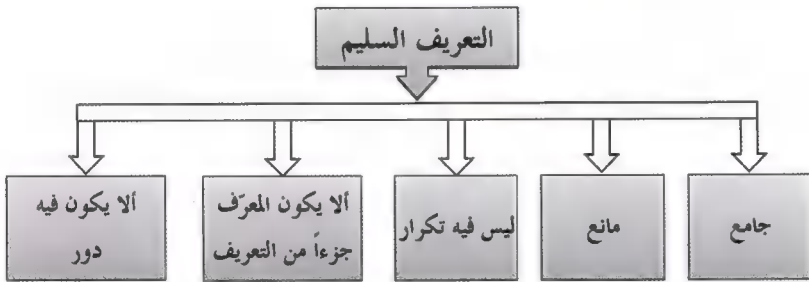 التعريف السليم
جامع
مانع
ليس فيه تكرار
ألا يكون المعرّف
جزءاً من التعريف
ألا يكون فيه
دور